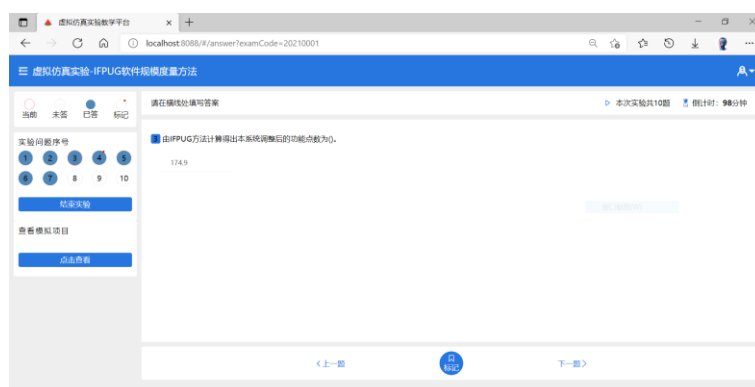 虚拟仿真实验教学平台
localhost:8088/#/answer?examCode=20210001
虚拟仿真实验-IFPUG软件规模度量方法
当前 未答 已答 标记
请在横线处填写答案
本次实验共10题 倒计时：98分钟
实验问题序号
1 2 3 4 5
6 7 8 9 10
结束实验
查看模拟项目
点击查看
3 由IFPUG方法计算得出本系统调整后的功能点数为()。
174.9
<上一题
标记
下一题>